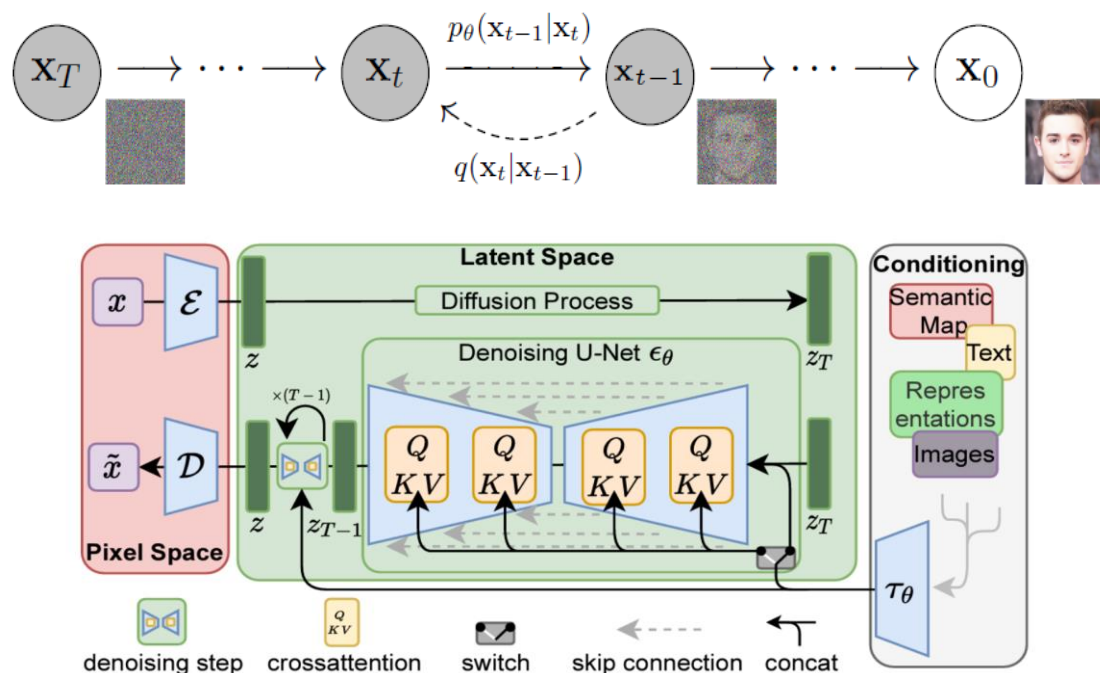 p_θ(x_{t−1}|x_t)
x_T ⟶ ⋯ ⟶ x_t ⟶ x_{t−1} ⟶ ⋯ ⟶ x_0
q(x_t|x_{t−1})
Latent Space
Conditioning
x ℰ Diffusion Process Semantic
Map
Text
z Denoising U-Net ϵ_θ z_T
Repres
entations
×(T−1)
Q Q Q Q
KV KV KV KV
Images
x̃ 𝒟
z z_{T−1} z_T
Pixel Space
τ_θ
Q
KV
denoising step crossattention switch skip connection concat